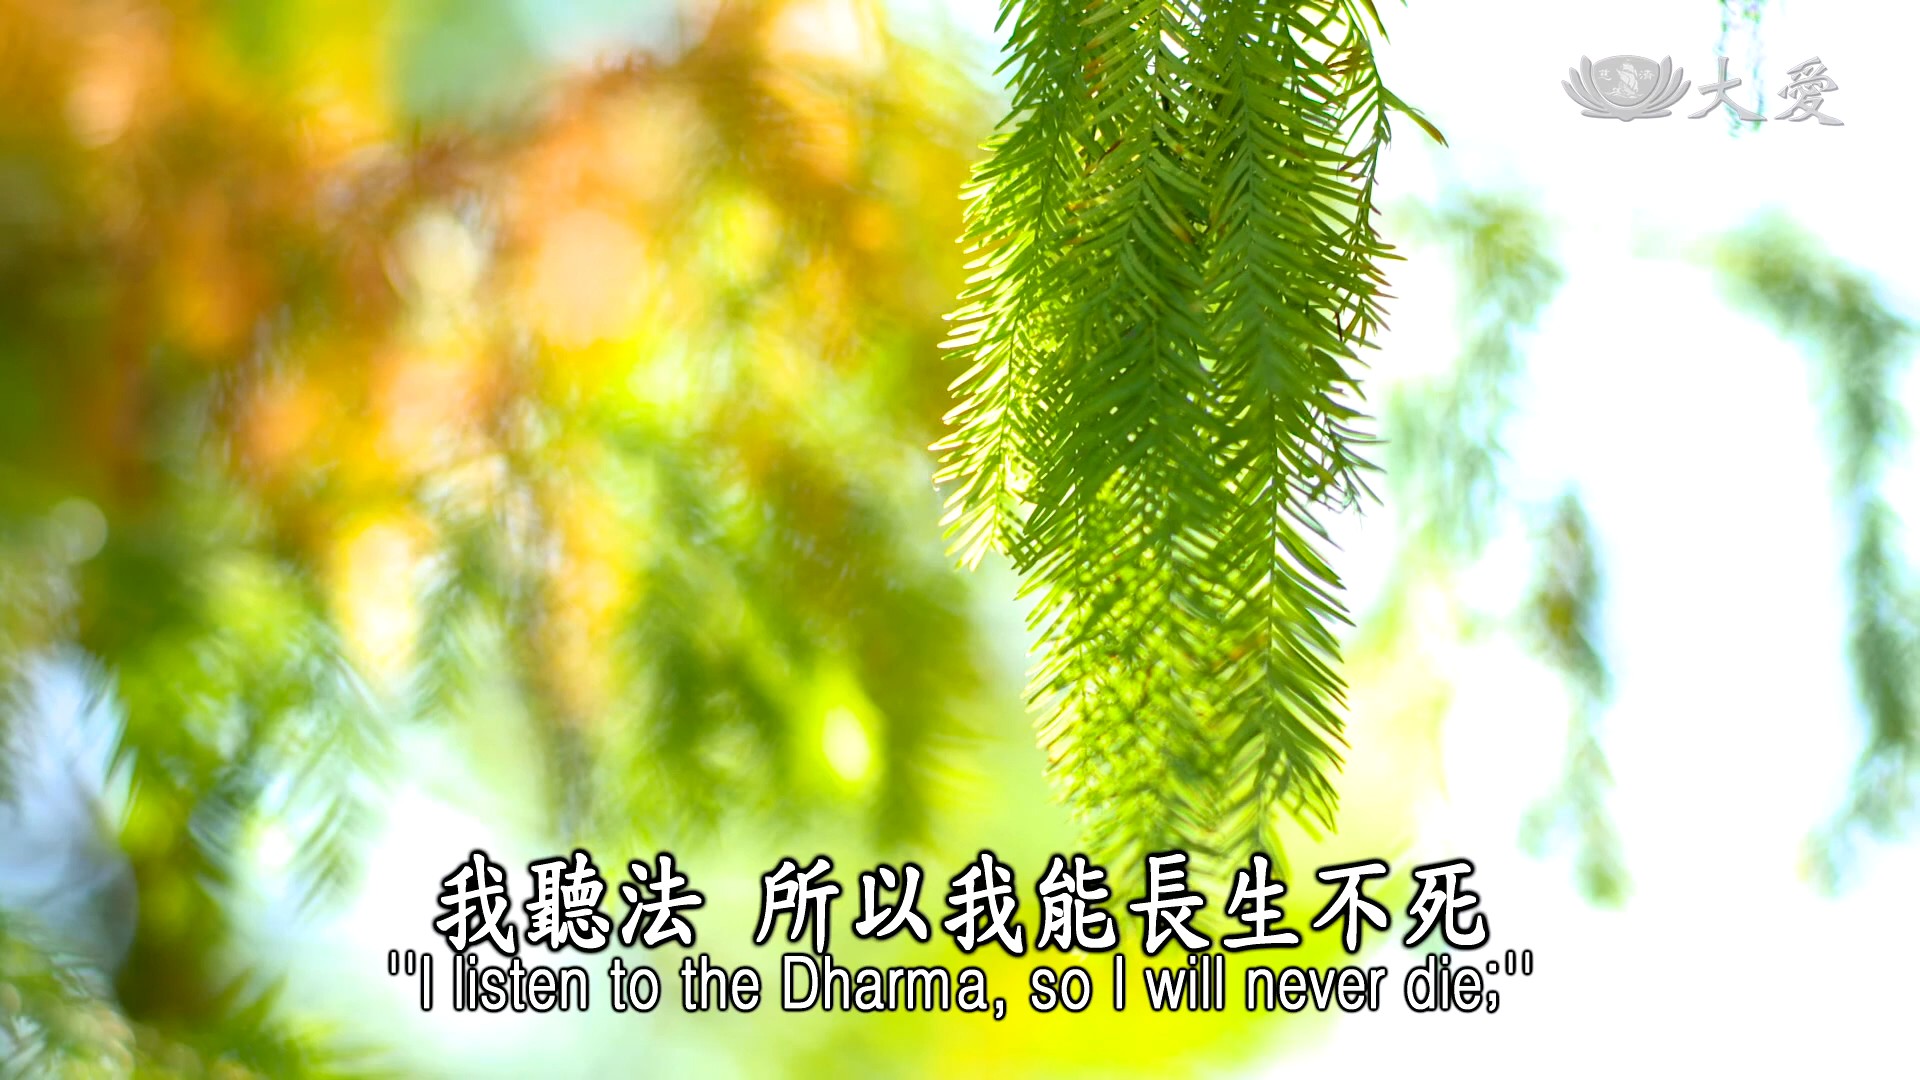 大愛
我聽法 所以我能長生不死
"I listen to the Dharma, so I will never die;"